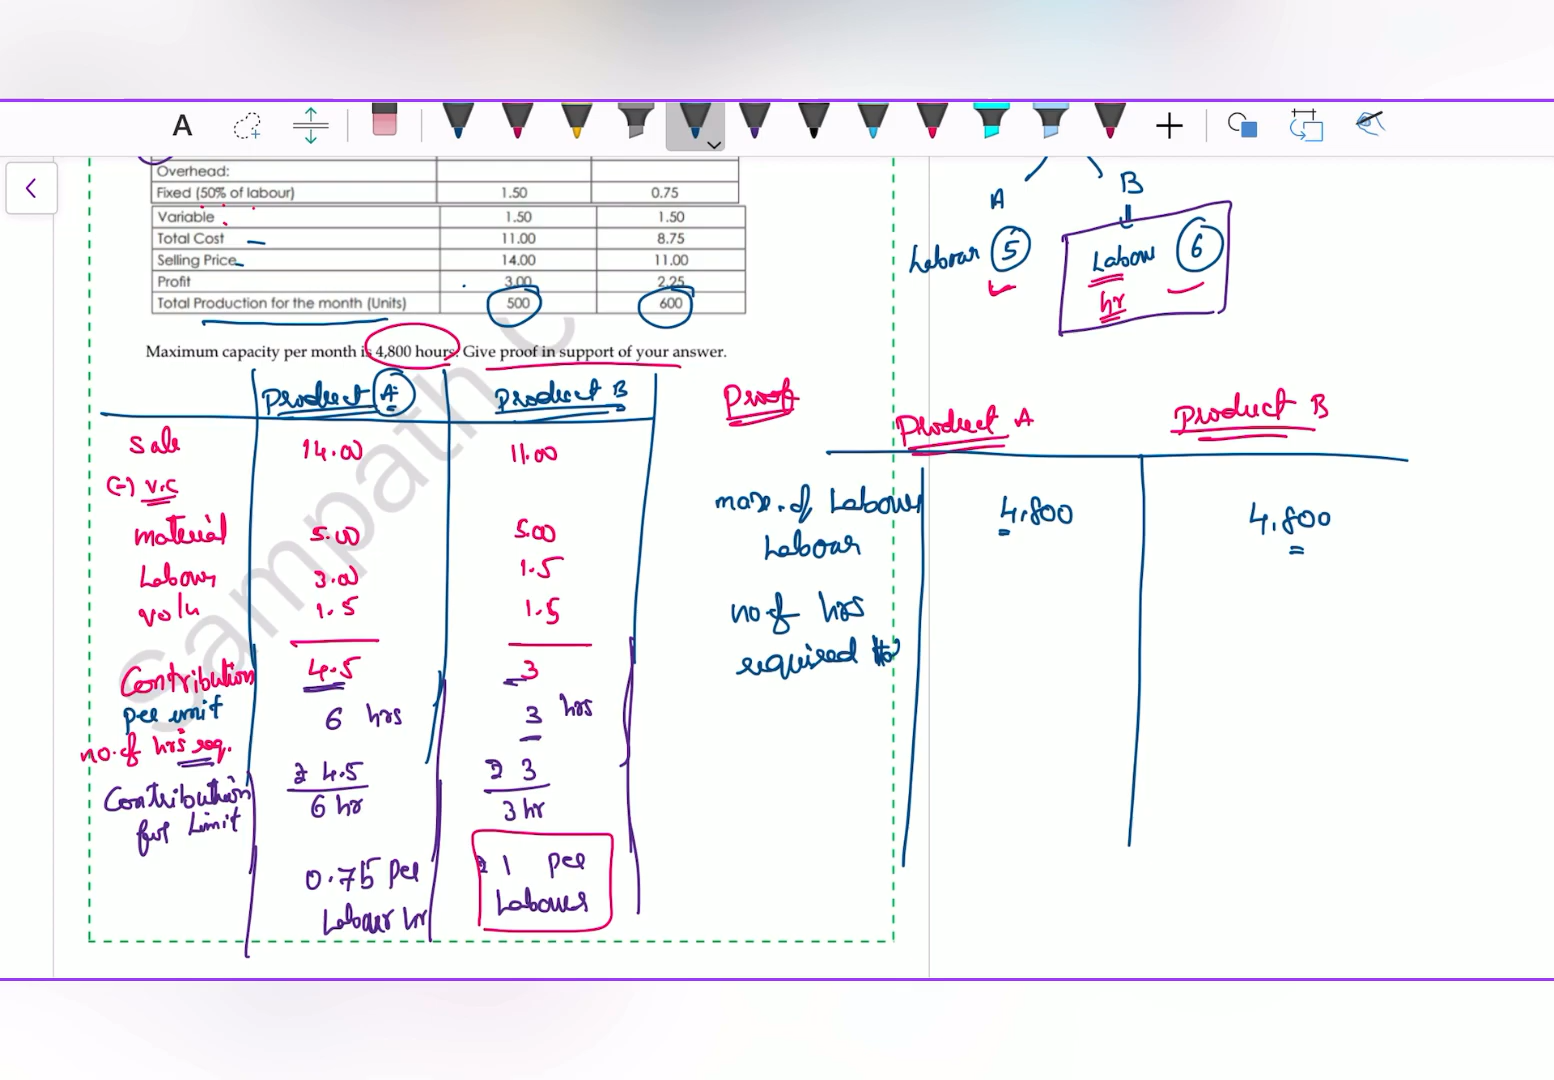 A
Overhead:
Fixed (50% of labour) 1.50 0.75
Variable 1.50 1.50
Total Cost 11.00 8.75
Selling Price 14.00 11.00
Profit 3.00 2.25
Total Production for the month (Units) 500 600
Maximum capacity per month is 4,800 hours. Give proof in support of your answer.
A B
Labour 5 Labour 6
hr
Product A Product B
Sale 14.00 11.00
(-) V.C
material 5.00 5.00
Labour 3.00 1.5
1.5 1.5
Contribution 4.5 3
per unit
6 hrs 3 hrs
no.of hrs req.
Contribution 4.5 3
6 hr 3 hr
Limit
0.75 per 1 per
Labour hr Labour
Proof
Product A Product B
max. of Labour 4,800 4,800
Labour
no of hrs
required
Sampath C